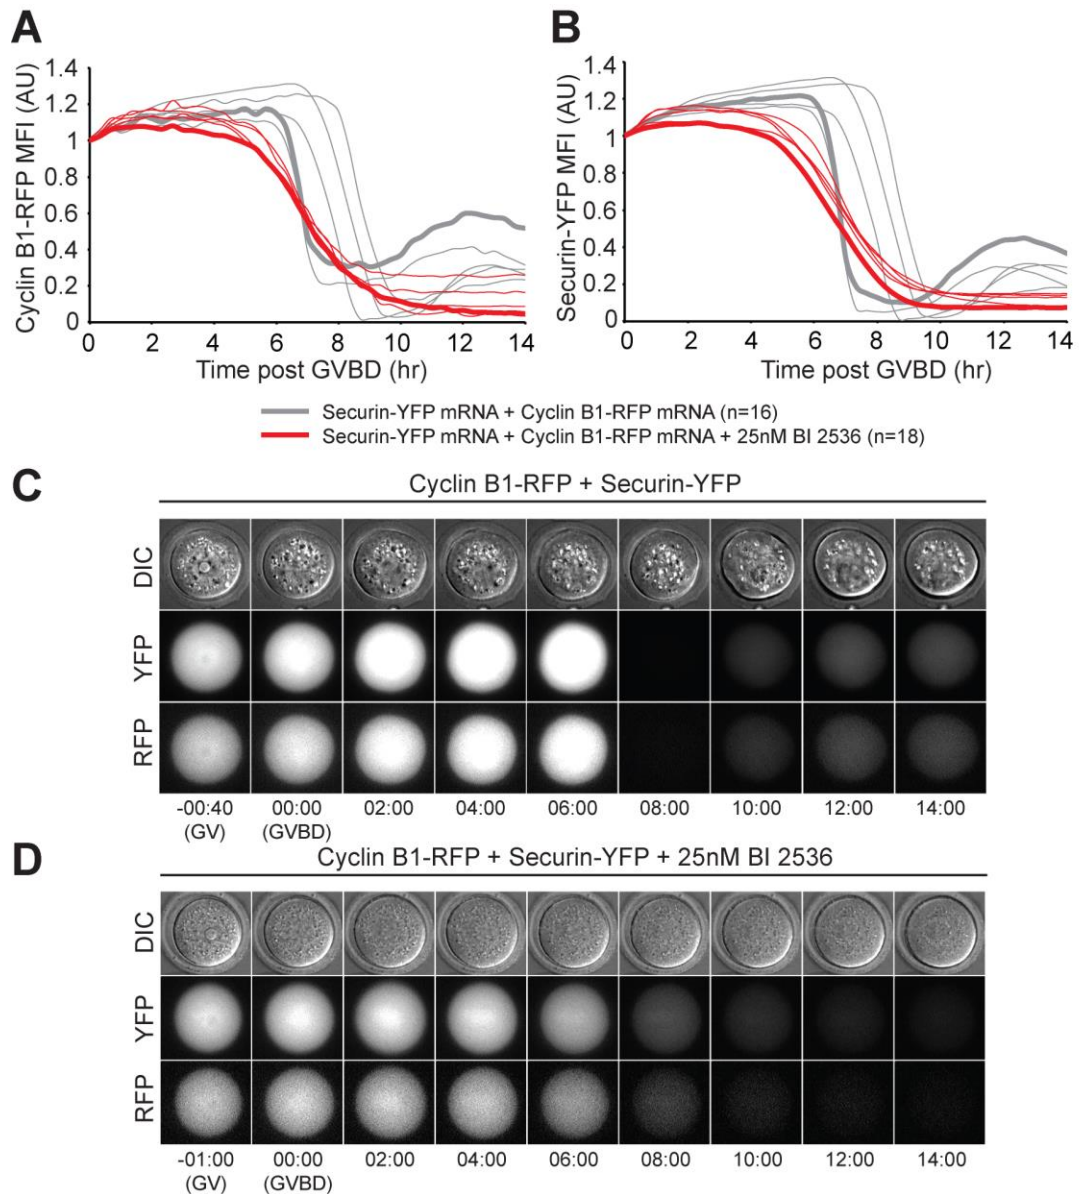 A
B
Cyclin B1-RFP MFI (AU)
1.4
1.2
1
0.8
0.6
0.4
0.2
0
0 2 4 6 8 10 12 14
Time post GVBD (hr)
Securin-YFP MFI (AU)
1.4
1.2
1
0.8
0.6
0.4
0.2
0
0 2 4 6 8 10 12 14
Time post GVBD (hr)
Securin-YFP mRNA + Cyclin B1-RFP mRNA (n=16)
Securin-YFP mRNA + Cyclin B1-RFP mRNA + 25nM BI 2536 (n=18)
C
Cyclin B1-RFP + Securin-YFP
DIC
YFP
RFP
-00:40 00:00 02:00 04:00 06:00 08:00 10:00 12:00 14:00
(GV) (GVBD)
D
Cyclin B1-RFP + Securin-YFP + 25nM BI 2536
DIC
YFP
RFP
-01:00 00:00 02:00 04:00 06:00 08:00 10:00 12:00 14:00
(GV) (GVBD)